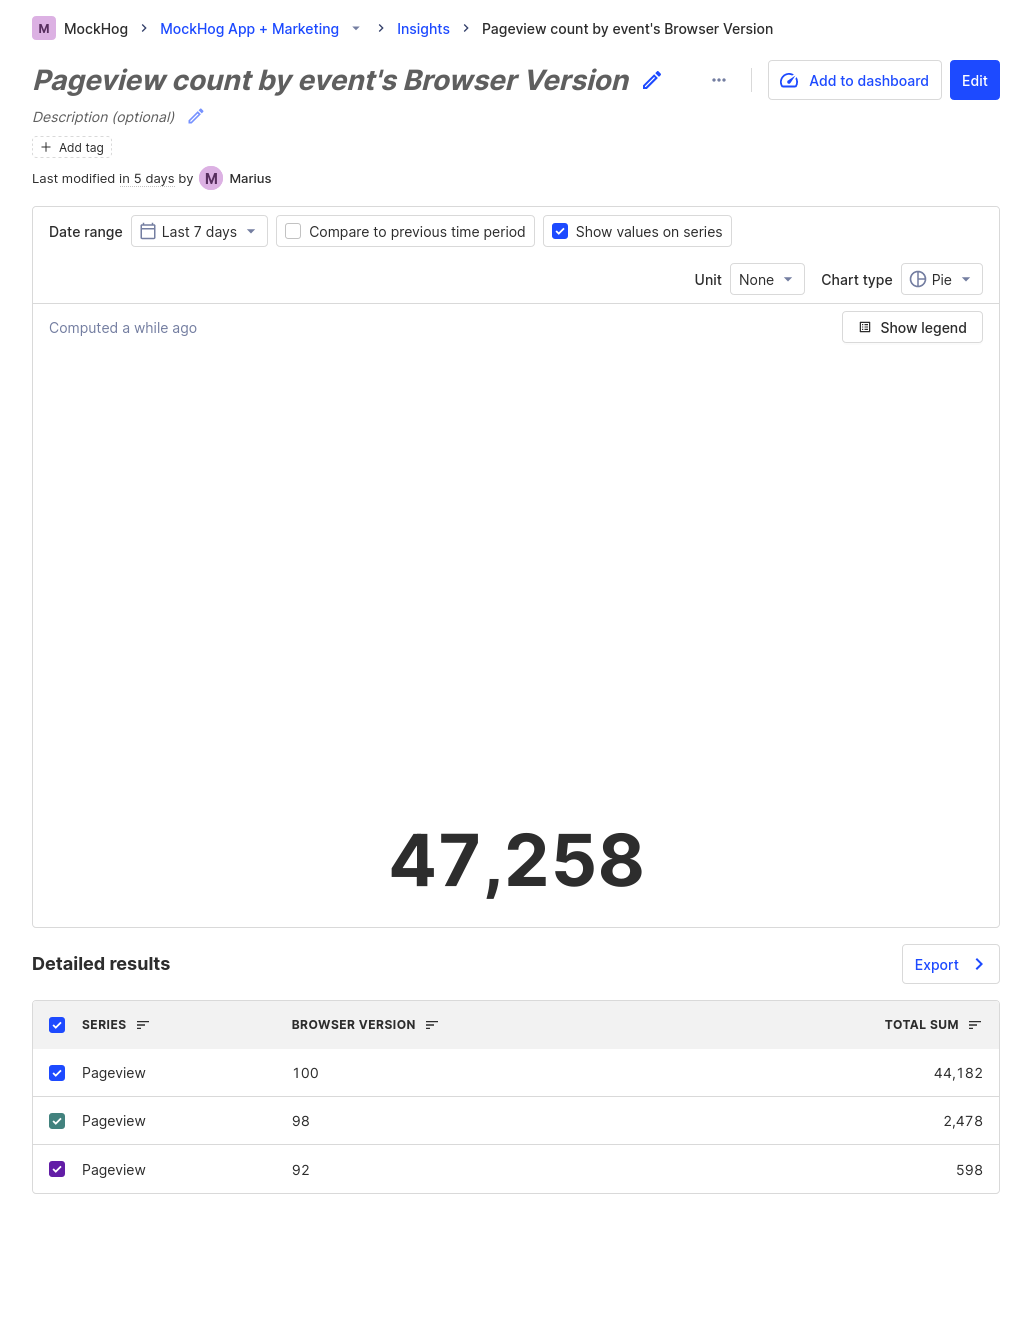 M MockHog MockHog App + Marketing Insights Pageview count by event's Browser Version
Pageview count by event's Browser Version Add to dashboard Edit
Description (optional)
Add tag
Last modified in 5 days by M Marius
Date range Last 7 days Compare to previous time period Show values on series
Unit None Chart type Pie
Computed a while ago Show legend
47,258
Detailed results Export
SERIES BROWSER VERSION TOTAL SUM
Pageview 100 44,182
Pageview 98 2,478
Pageview 92 598